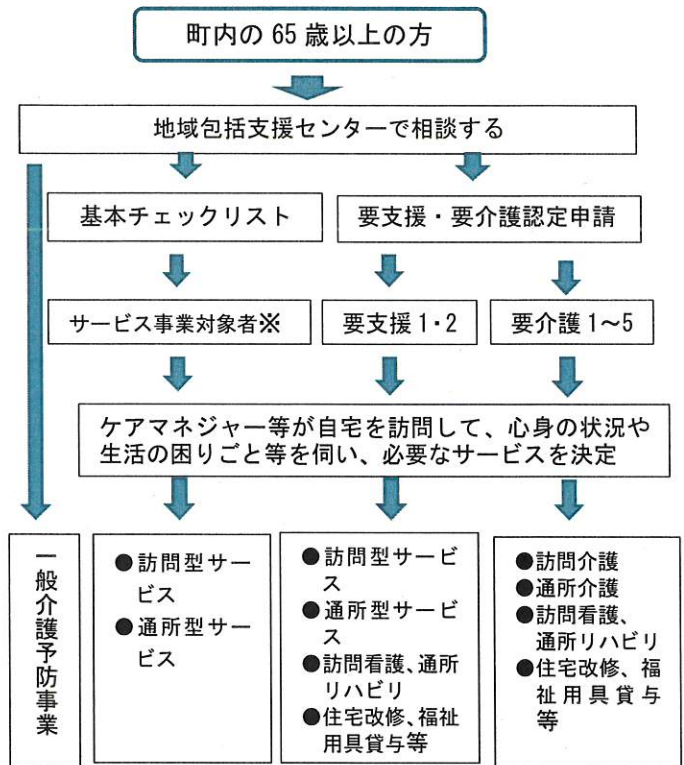 町内の65歳以上の方
地域包括支援センターで相談する
基本チェックリスト
要支援・要介護認定申請
サービス事業対象者※
要支援1・2
要介護1～5
ケアマネジャー等が自宅を訪問して、心身の状況や
生活の困りごと等を伺い、必要なサービスを決定
一般介護予防事業
●訪問型サー
ビス
●通所型サー
ビス
●訪問型サービ
ス
●通所型サービ
ス
●訪問看護、通所
リハビリ
●住宅改修、福祉
用具貸与等
●訪問介護
●通所介護
●訪問看護、
通所リハビリ
●住宅改修、福
祉用具貸与
等